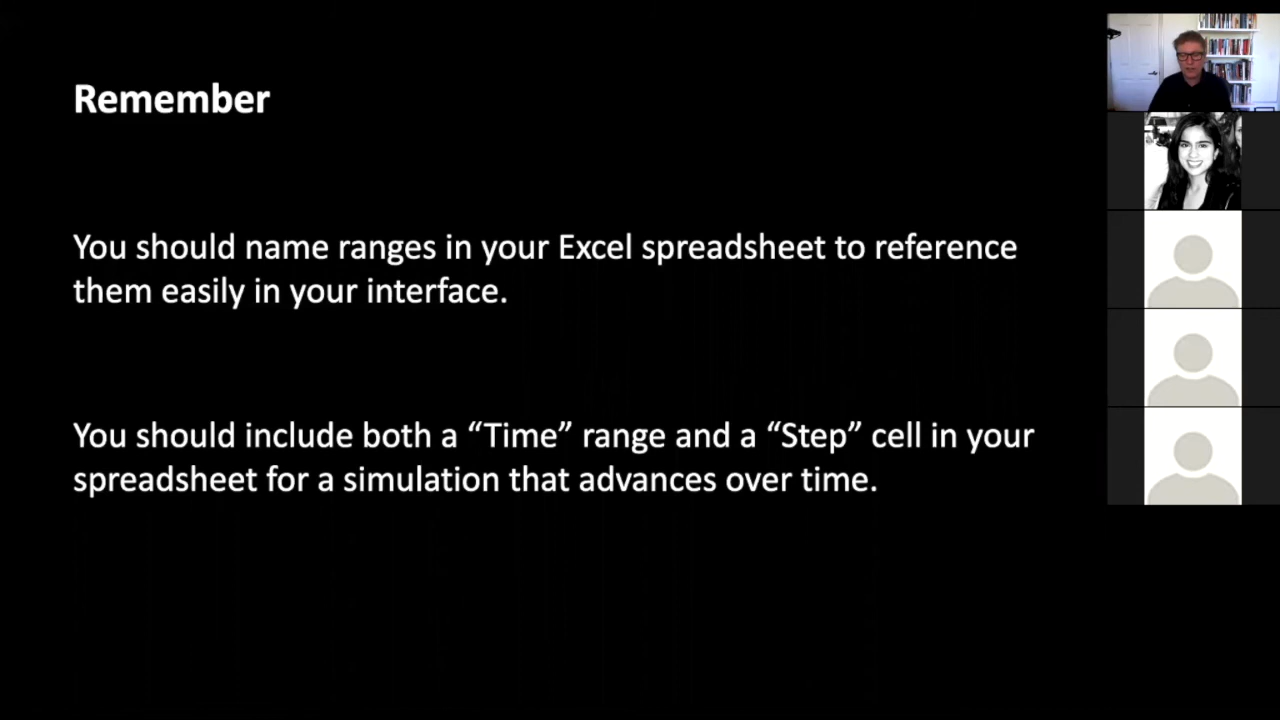 Remember
You should name ranges in your Excel spreadsheet to reference
them easily in your interface.
You should include both a “Time” range and a “Step” cell in your
spreadsheet for a simulation that advances over time.